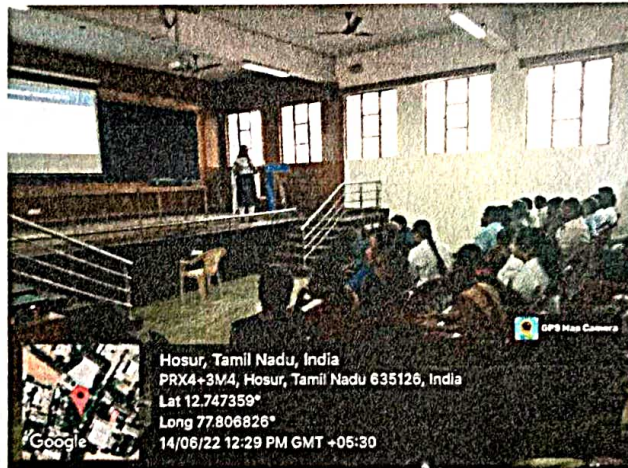 GPS Map Camera
Hosur, Tamil Nadu, India
PRX4+3M4, Hosur, Tamil Nadu 635126, India
Lat 12.747359°
Long 77.806826°
14/06/22 12:29 PM GMT +05:30
Google